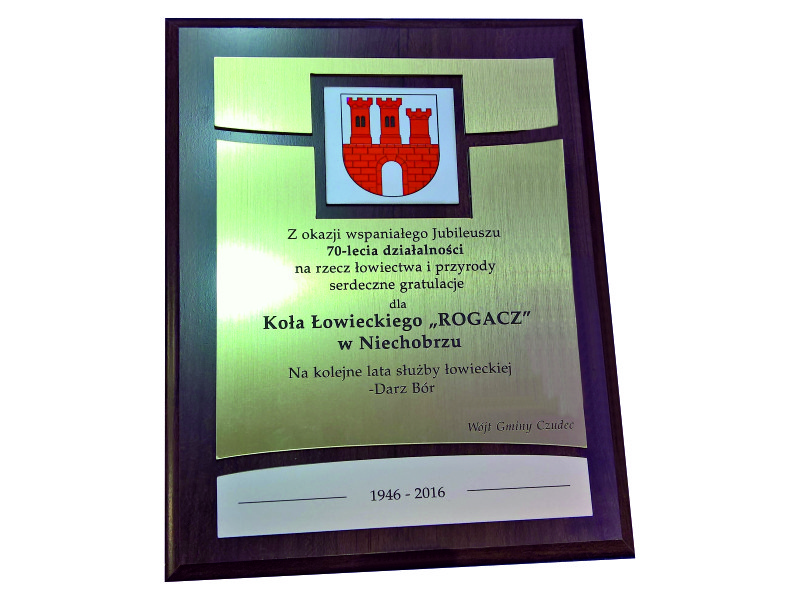 Z okazji wspaniałego Jubileuszu
70-lecia działalności
na rzecz łowiectwa i przyrody
serdeczne gratulacje
dla
Koła Łowieckiego „ROGACZ”
w Niechobrzu
Na kolejne lata służby łowieckiej
-Darz Bór
Wójt Gminy Czudec
1946 - 2016